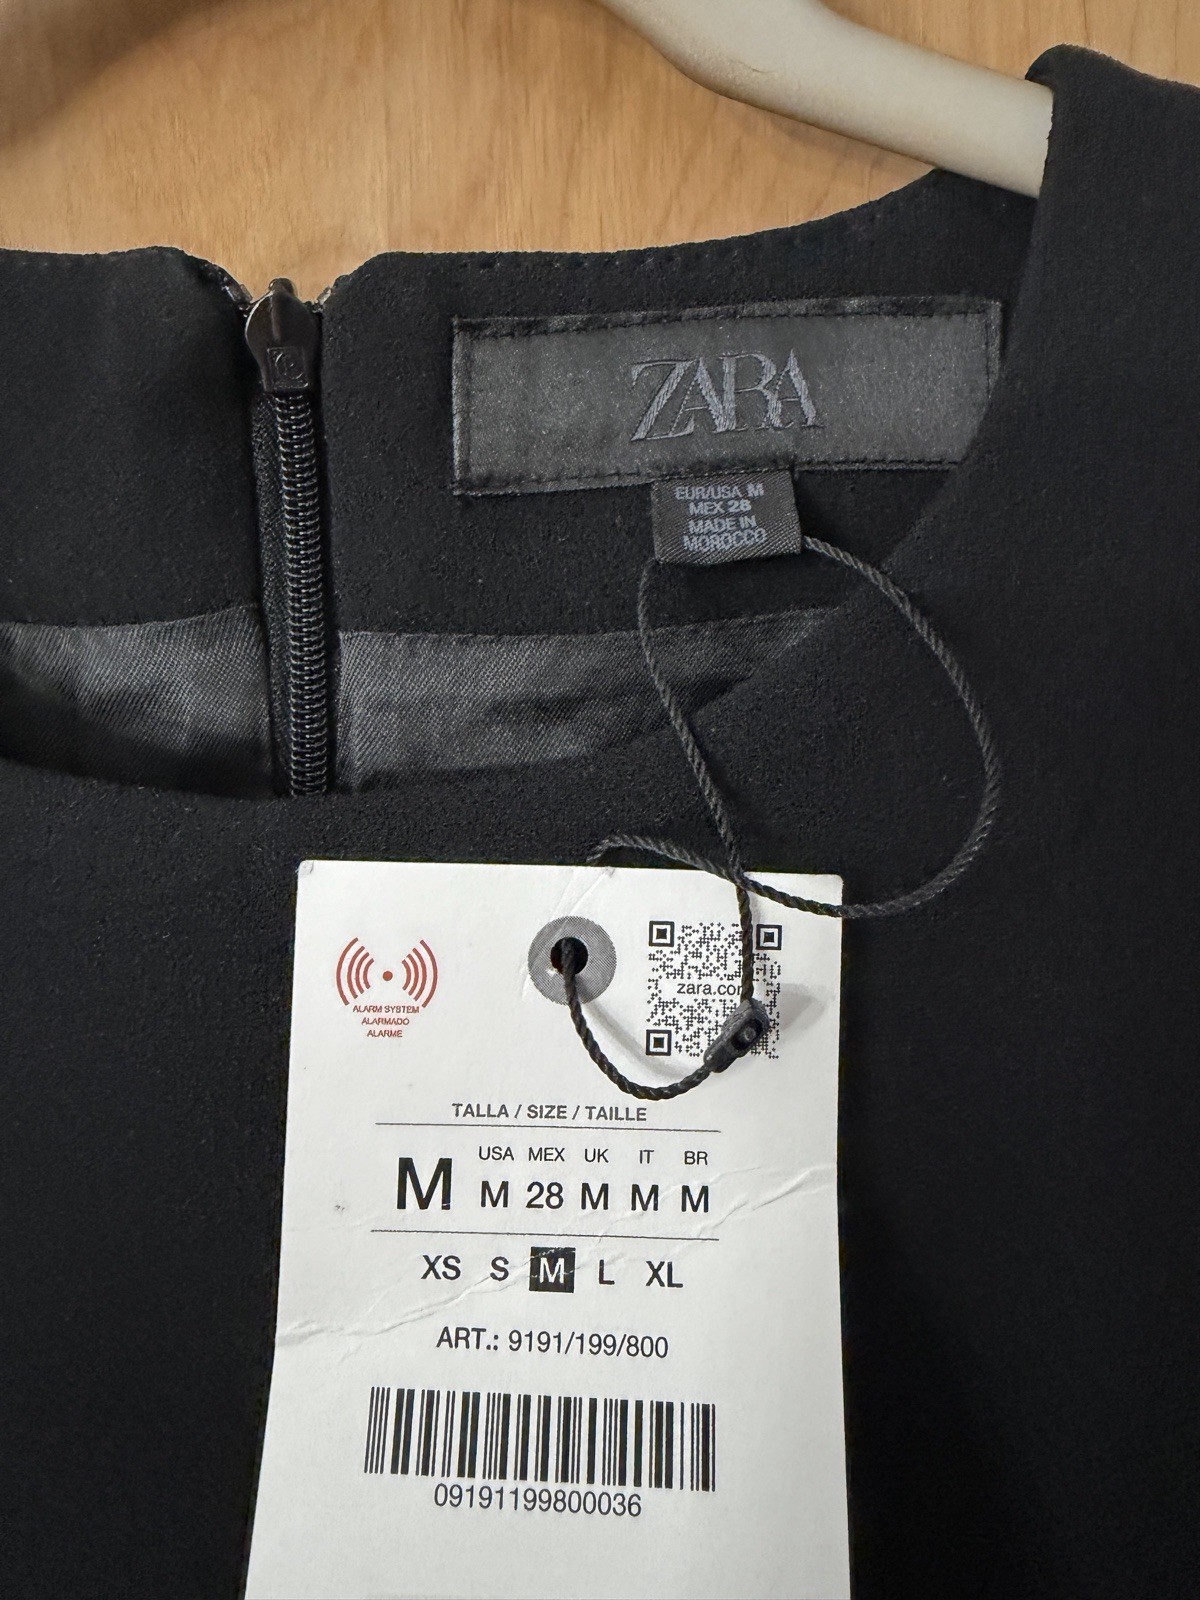 ZARA
EUR/USA M
MEX 28
MADE IN
MOROCCO
ALARM SYSTEM
ALARMADO
ALARME
zara.com
TALLA / SIZE / TAILLE
USA MEX UK IT BR
M M 28 M M M
XS S M L XL
ART.: 9191/199/800
09191199800036